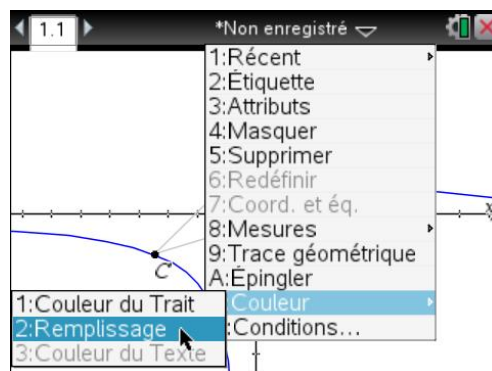 1.1
*Non enregistré
1:Récent
2:Étiquette
3:Attributs
4:Masquer
5:Supprimer
6:Redéfinir
7:Coord. et éq.
8:Mesures
9:Trace géométrique
A:Épingler
:Couleur
:Conditions...
1:Couleur du Trait
2:Remplissage
3:Couleur du Texte
C
x